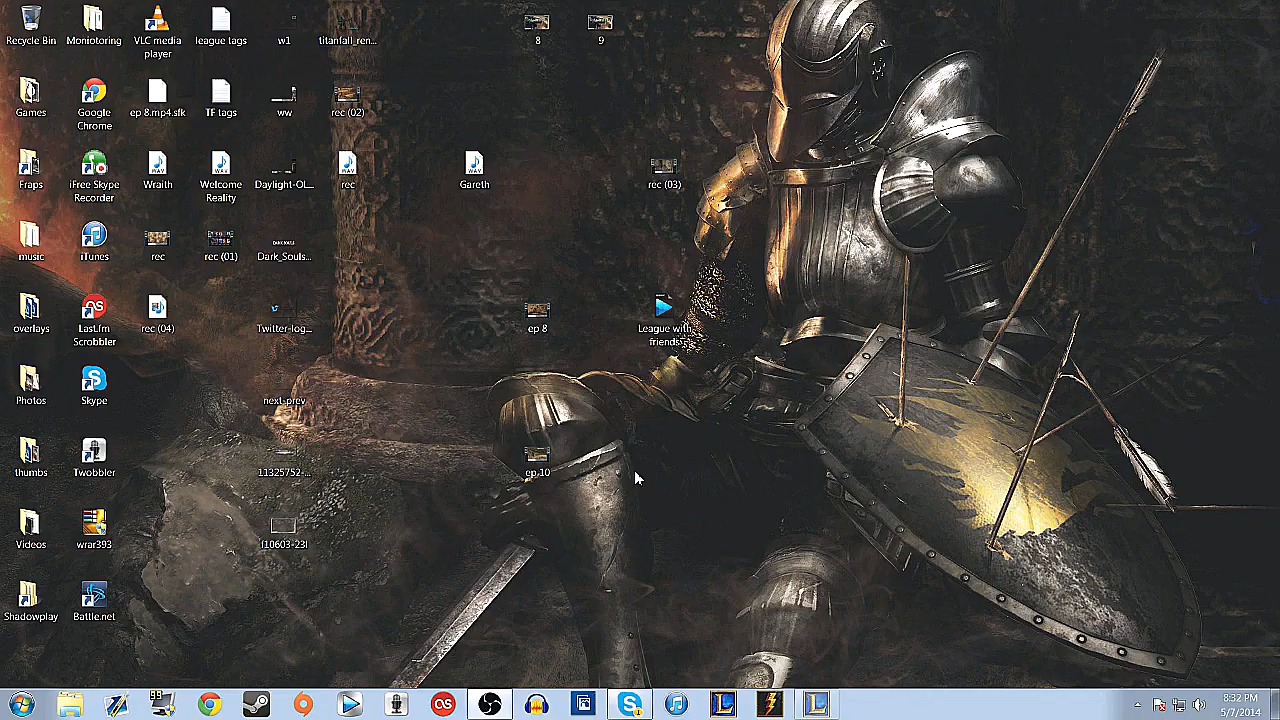 Recycle Bin
Moniotoring
VLC media
player
league tags
w1
titanfall_ren...
8
9
Games
Google
Chrome
ep 8.mp4.sfk
TF tags
ww
rec (02)
Fraps
iFree Skype
Recorder
Wraith
Welcome
Reality
Daylight-OL...
rec
Gareth
rec (03)
music
iTunes
rec
rec (01)
DARK SOULS
Dark_Souls...
overlays
Last.fm
Scrobbler
rec (04)
Twitter-log...
ep 8
League with
friends
Photos
Skype
next-prev
thumbs
Twobbler
11325752-...
ep 10
Videos
wrar393
[10603-23]
Shadowplay
Battle.net
99
8:32 PM
5/7/2014